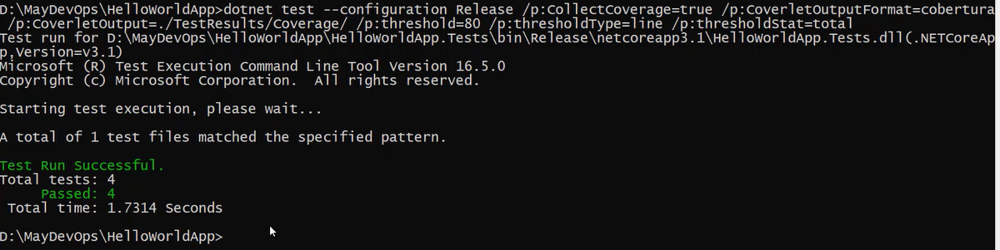 D:\MayDevOps\HelloWorldApp>dotnet test --configuration Release /p:CollectCoverage=true /p:CoverletOutputFormat=cobertura
 /p:CoverletOutput=./TestResults/Coverage/ /p:threshold=80 /p:thresholdType=line /p:thresholdStat=total
Test run for D:\MayDevOps\HelloWorldApp\HelloWorldApp.Tests\bin\Release\netcoreapp3.1\HelloWorldApp.Tests.dll(.NETCoreAp
p,Version=v3.1)
Microsoft (R) Test Execution Command Line Tool Version 16.5.0
Copyright (c) Microsoft Corporation.  All rights reserved.
Starting test execution, please wait...
A total of 1 test files matched the specified pattern.
Test Run Successful.
Total tests: 4
     Passed: 4
 Total time: 1.7314 Seconds
D:\MayDevOps\HelloWorldApp>